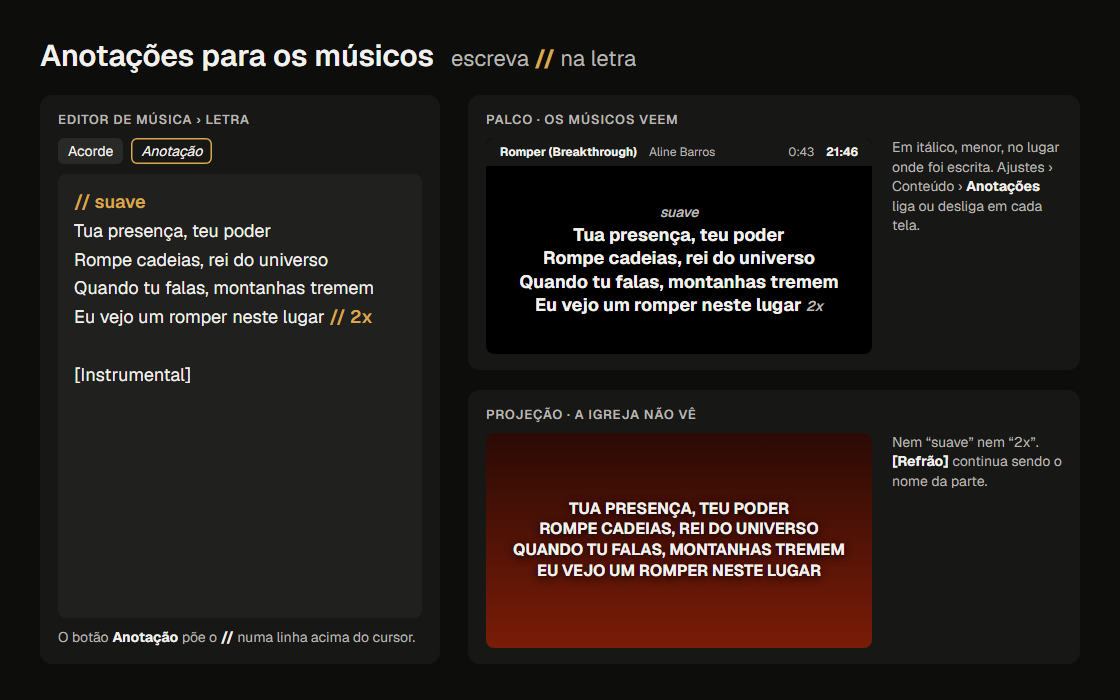 Anotações para os músicos escreva // na letra
EDITOR DE MÚSICA › LETRA
Acorde Anotação
// suave
Tua presença, teu poder
Rompe cadeias, rei do universo
Quando tu falas, montanhas tremem
Eu vejo um romper neste lugar // 2x
[Instrumental]
O botão Anotação põe o // numa linha acima do cursor.
PALCO · OS MÚSICOS VEEM
Romper (Breakthrough) Aline Barros 0:43 21:46
suave
Tua presença, teu poder
Rompe cadeias, rei do universo
Quando tu falas, montanhas tremem
Eu vejo um romper neste lugar 2x
Em itálico, menor, no lugar
onde foi escrita. Ajustes ›
Conteúdo › Anotações
liga ou desliga em cada
tela.
PROJEÇÃO · A IGREJA NÃO VÊ
TUA PRESENÇA, TEU PODER
ROMPE CADEIAS, REI DO UNIVERSO
QUANDO TU FALAS, MONTANHAS TREMEM
EU VEJO UM ROMPER NESTE LUGAR
Nem “suave” nem “2x”.
[Refrão] continua sendo o
nome da parte.